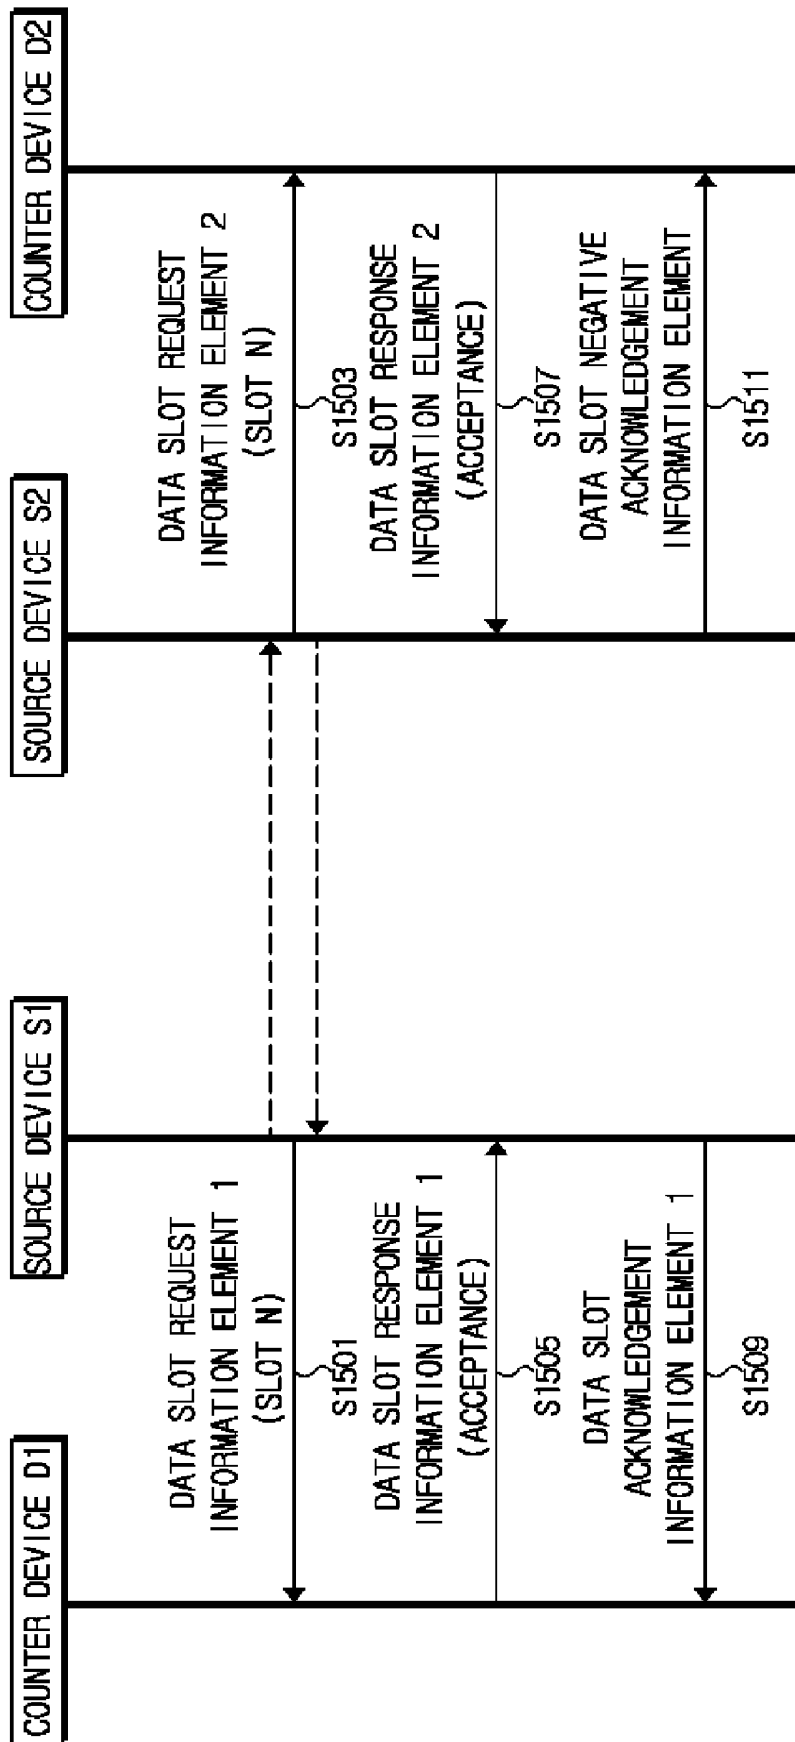 COUNTER DEVICE D1
SOURCE DEVICE S1
SOURCE DEVICE S2
COUNTER DEVICE D2
DATA SLOT REQUEST
INFORMATION ELEMENT 1
(SLOT N)
S1501
DATA SLOT REQUEST
INFORMATION ELEMENT 2
(SLOT N)
S1503
DATA SLOT RESPONSE
INFORMATION ELEMENT 1
(ACCEPTANCE)
S1505
DATA SLOT RESPONSE
INFORMATION ELEMENT 2
(ACCEPTANCE)
S1507
DATA SLOT
ACKNOWLEDGEMENT
INFORMATION ELEMENT 1
S1509
DATA SLOT NEGATIVE
ACKNOWLEDGEMENT
INFORMATION ELEMENT
S1511